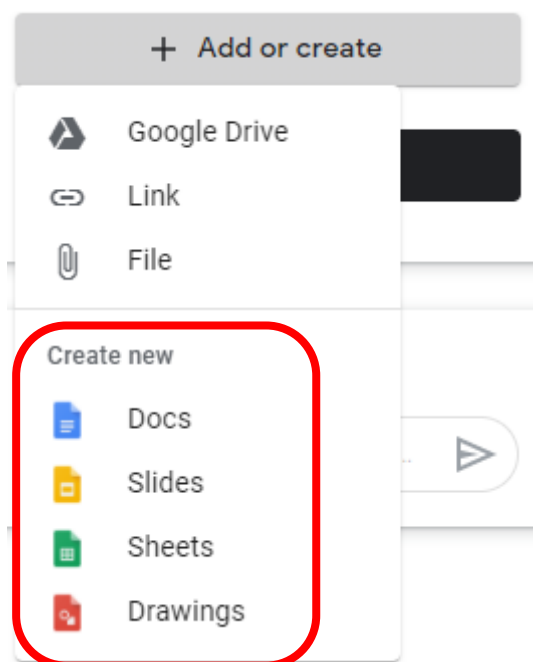 + Add or create
Google Drive
Link
File
Create new
Docs
Slides
Sheets
Drawings